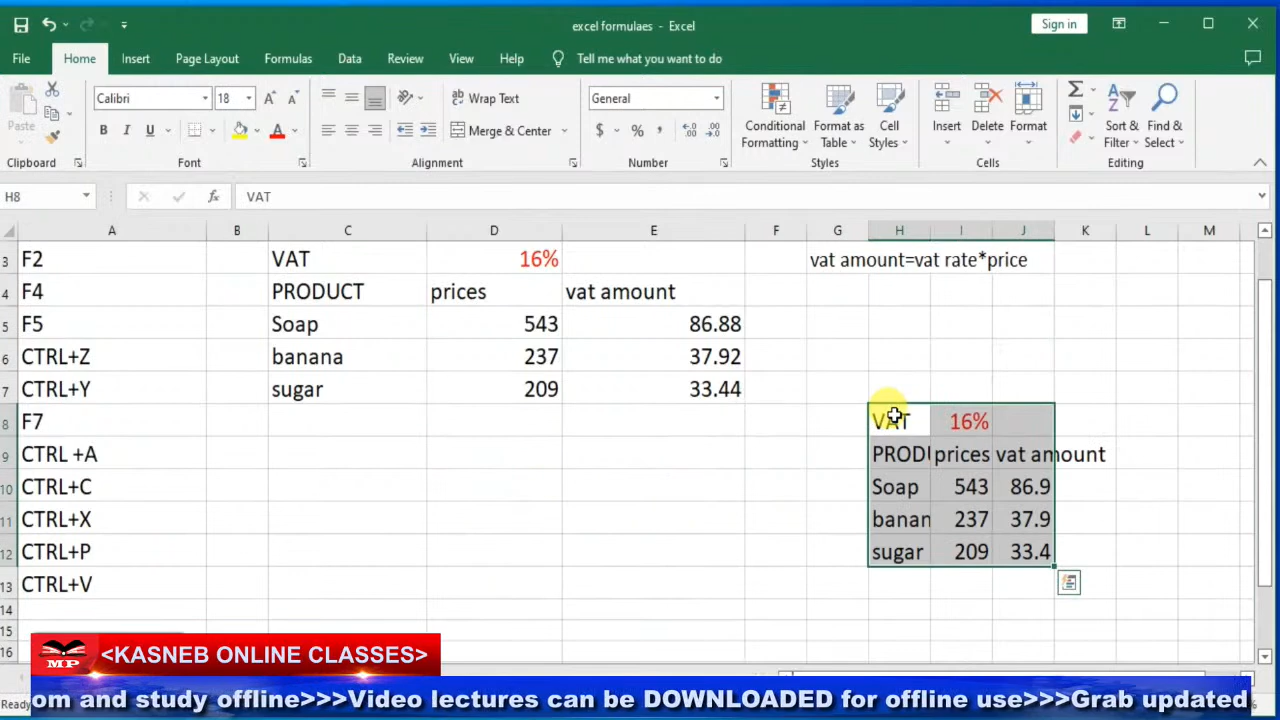 excel formulaes - Excel
Sign in
File Home Insert Page Layout Formulas Data Review View Help Tell me what you want to do
Paste
Calibri 18
B I U
Wrap Text
Merge & Center
General
$ % ,
Conditional Formatting
Format as Table
Cell Styles
Insert Delete Format
Sort & Filter
Find & Select
Clipboard Font Alignment Number Styles Cells Editing
H8 fx VAT
A B C D E F G H I J K L M
3 F2 VAT 16% vat amount=vat rate*price
4 F4 PRODUCT prices vat amount
5 F5 Soap 543 86.88
6 CTRL+Z banana 237 37.92
7 CTRL+Y sugar 209 33.44
8 F7 VAT 16%
9 CTRL +A PRODU prices vat amount
10 CTRL+C Soap 543 86.9
11 CTRL+X banan 237 37.9
12 CTRL+P sugar 209 33.4
13 CTRL+V
14
15
16
MP <KASNEB ONLINE CLASSES>
om and study offline>>>Video lectures can be DOWNLOADED for offline use>>>Grab updated
Ready